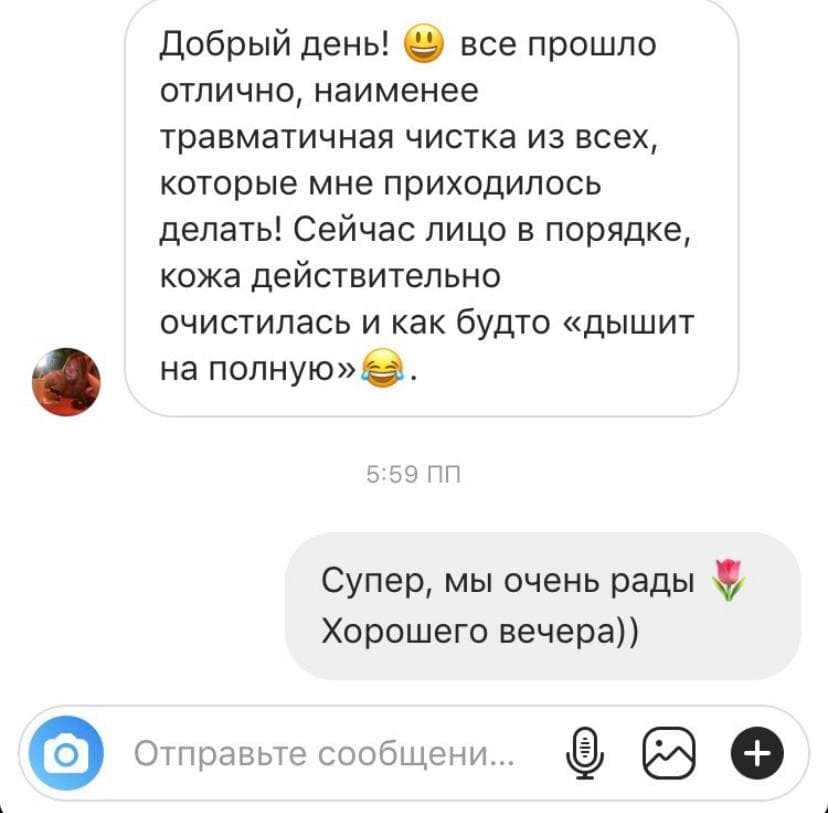 Добрый день! 😃 все прошло
отлично, наименее
травматичная чистка из всех,
которые мне приходилось
делать! Сейчас лицо в порядке,
кожа действительно
очистилась и как будто «дышит
на полную»😂.
5:59 ПП
Супер, мы очень рады 🌷
Хорошего вечера))
Отправьте сообщени...